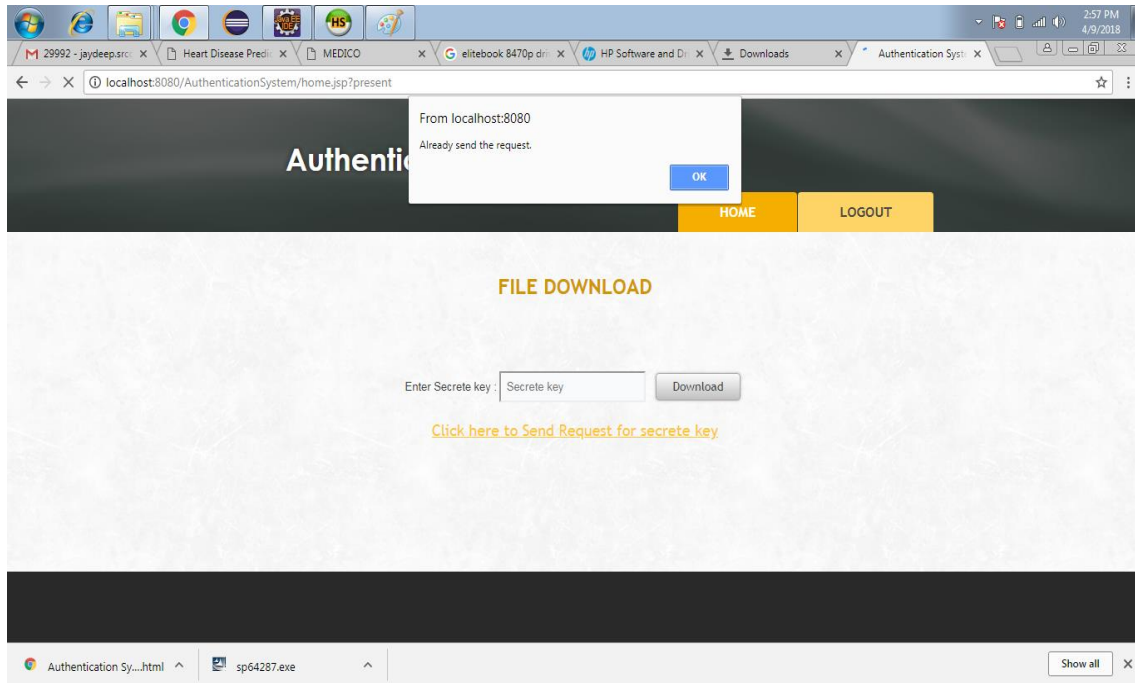 2:57 PM
4/9/2018
29992 - jaydeep.src
Heart Disease Predi
MEDICO
elitebook 8470p dri
HP Software and Dr
Downloads
Authentication Syst
localhost:8080/AuthenticationSystem/home.jsp?present
From localhost:8080
Already send the request.
OK
Authentic
HOME
LOGOUT
FILE DOWNLOAD
Enter Secrete key : Secrete key Download
Click here to Send Request for secrete key
Authentication Sy....html
sp64287.exe
Show all